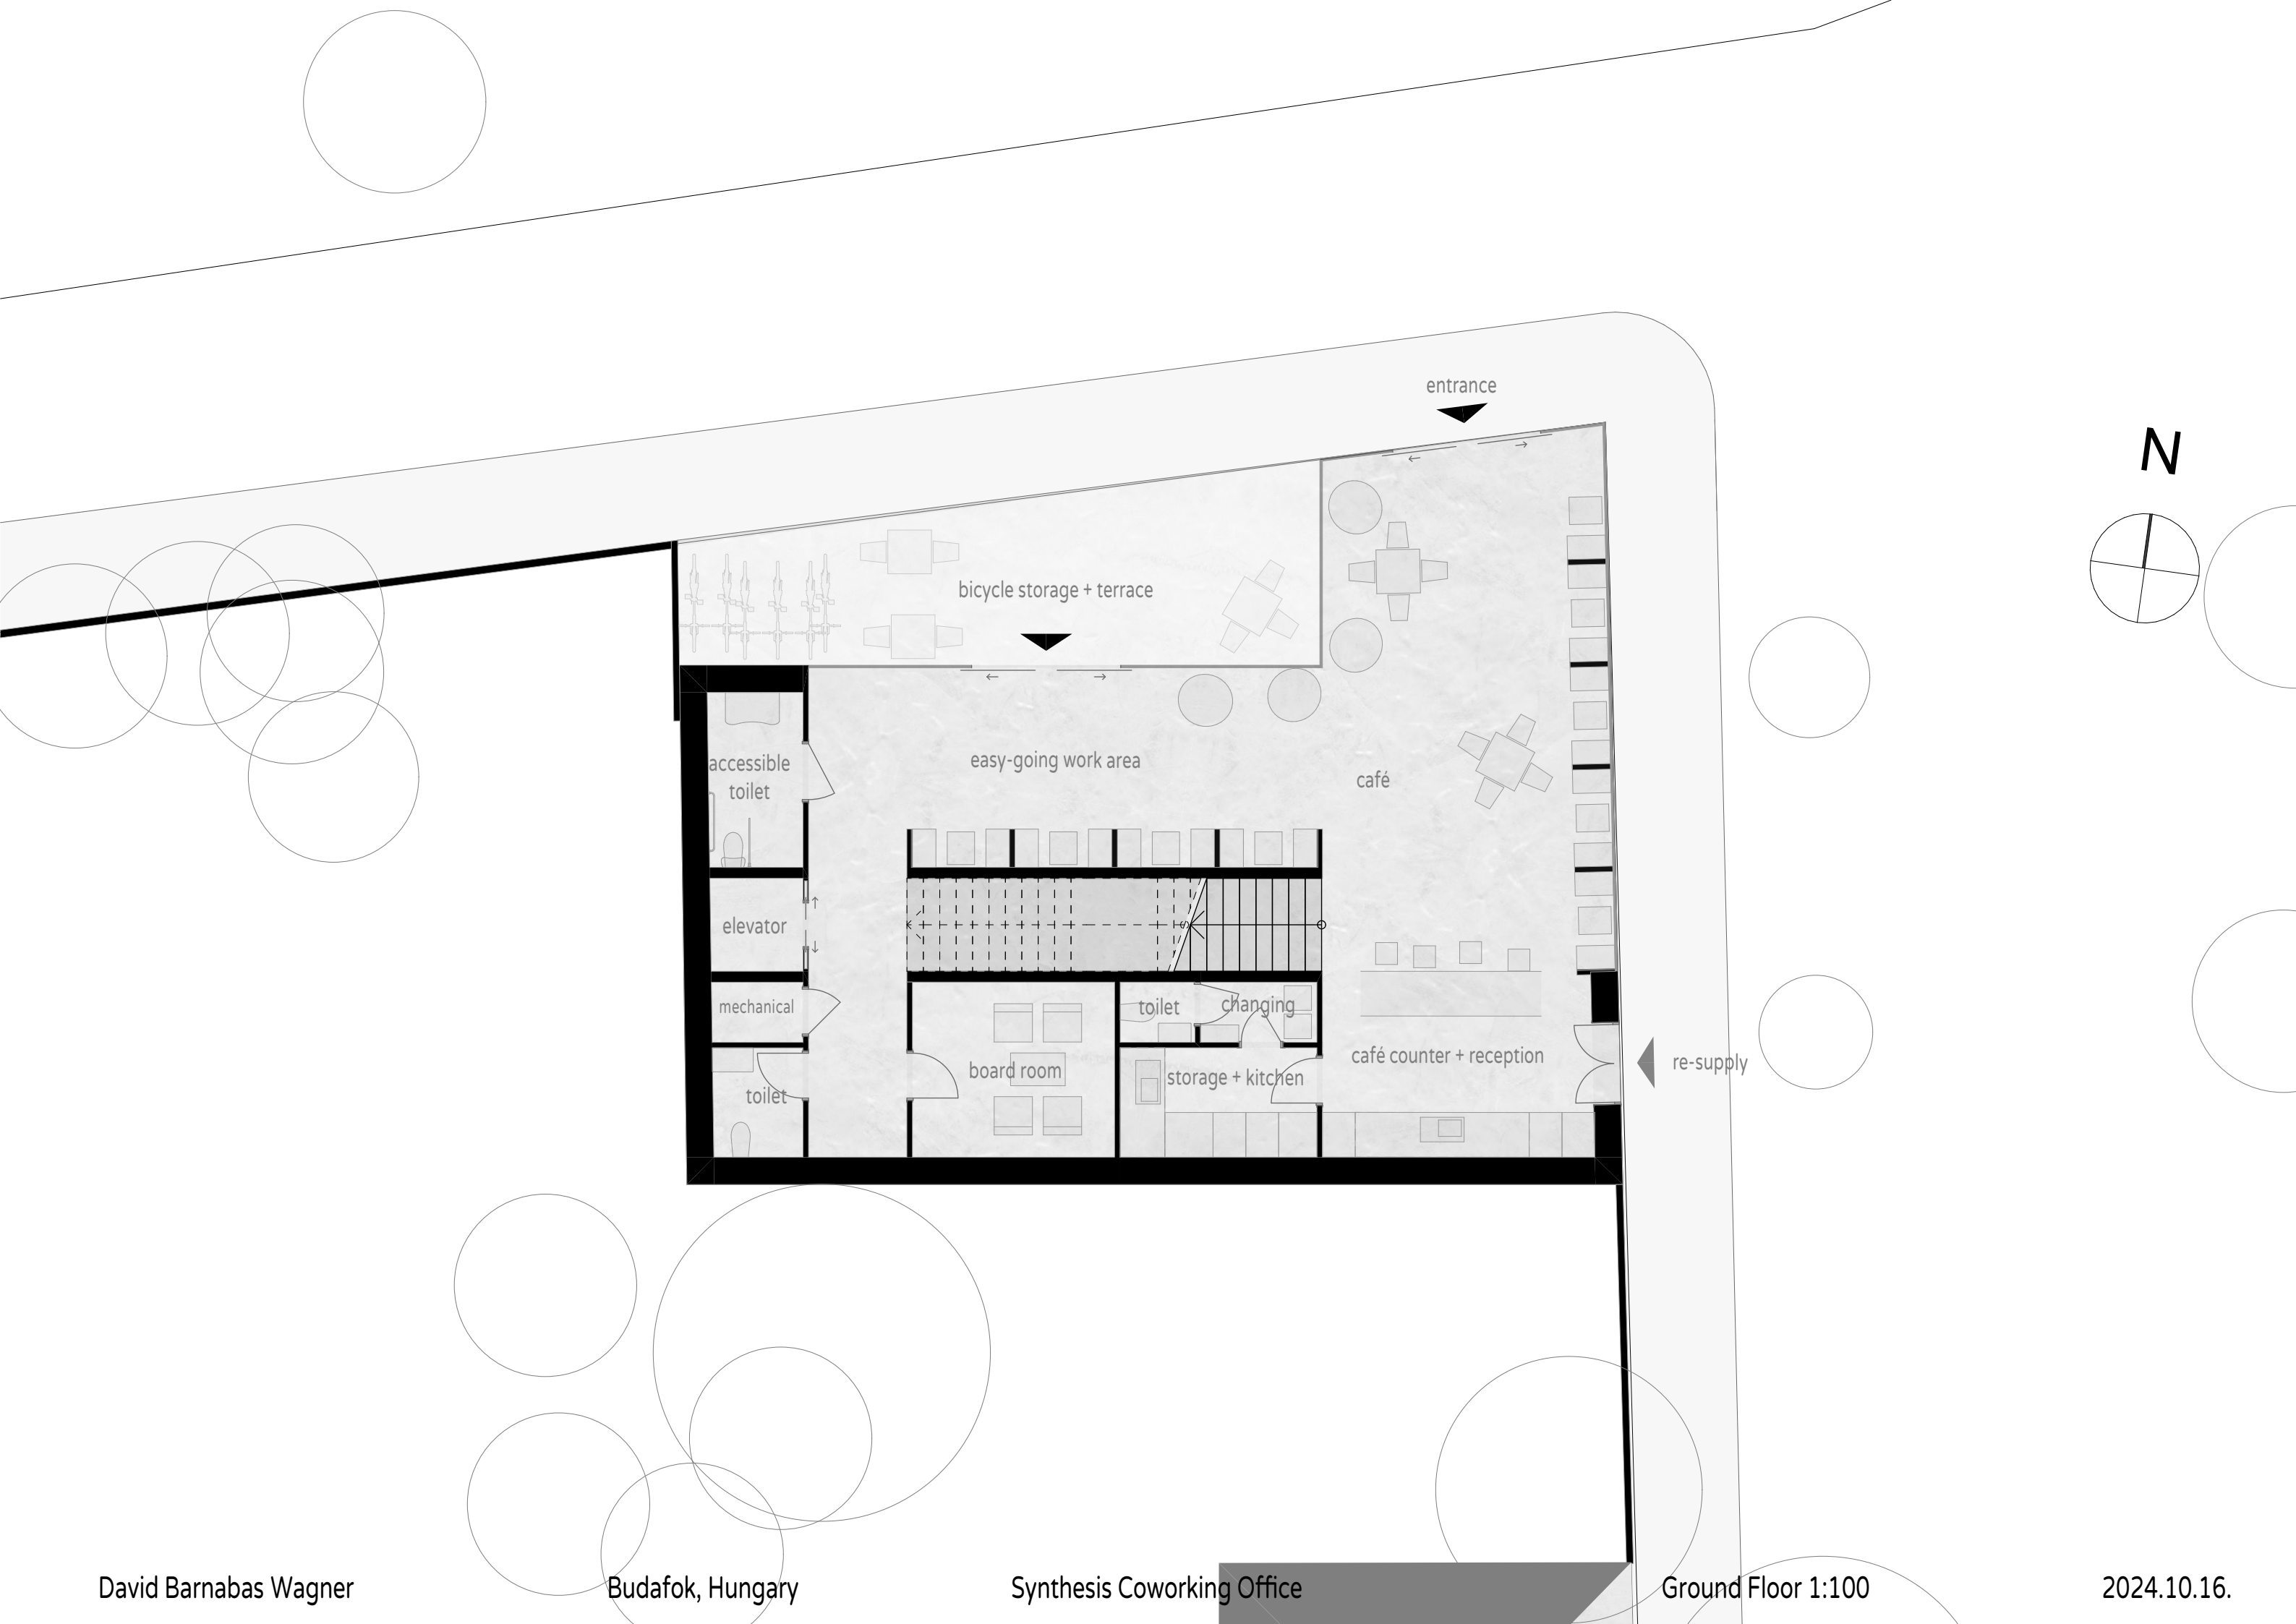 entrance
N
bicycle storage + terrace
accessible
toilet
easy-going work area
café
elevator
mechanical
toilet
changing
board room
storage + kitchen
café counter + reception
re-supply
toilet
David Barnabas Wagner
Budafok, Hungary
Synthesis Coworking Office
Ground Floor 1:100
2024.10.16.